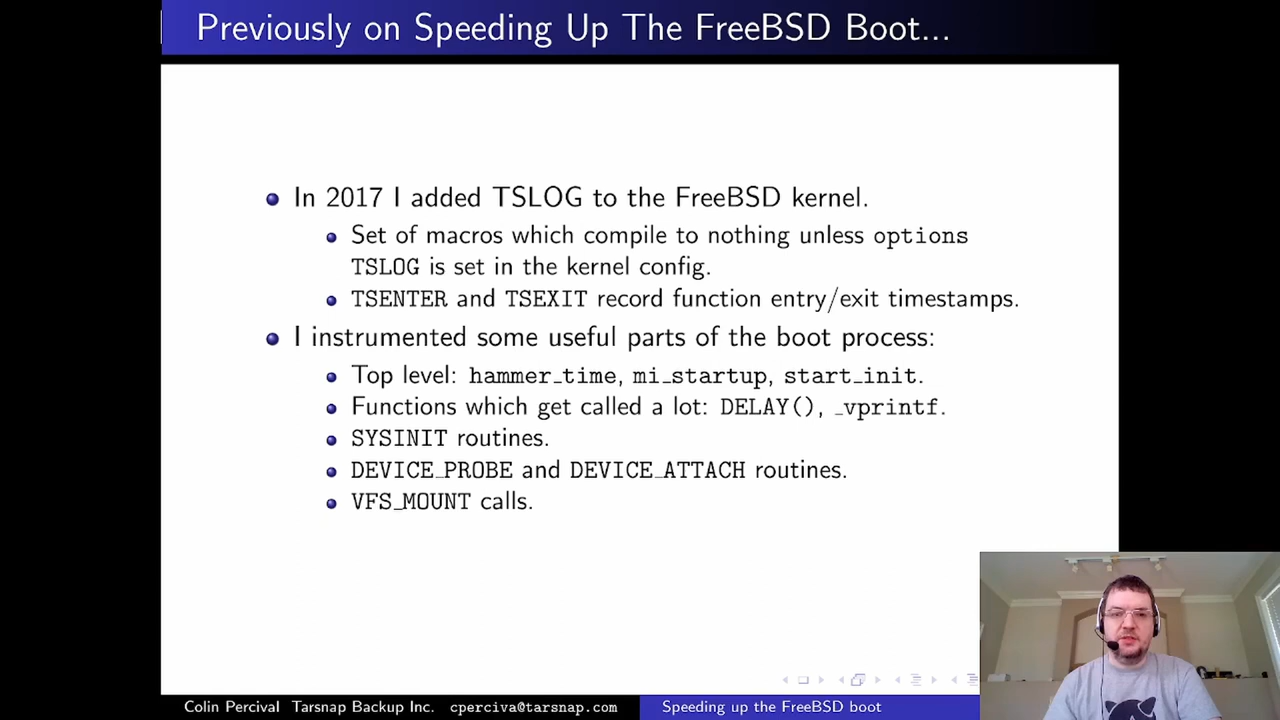 Previously on Speeding Up The FreeBSD Boot...
In 2017 I added TSLOG to the FreeBSD kernel.
Set of macros which compile to nothing unless options
TSLOG is set in the kernel config.
TSENTER and TSEXIT record function entry/exit timestamps.
I instrumented some useful parts of the boot process:
Top level: hammer_time, mi_startup, start_init.
Functions which get called a lot: DELAY(), _vprintf.
SYSINIT routines.
DEVICE_PROBE and DEVICE_ATTACH routines.
VFS_MOUNT calls.
Colin Percival Tarsnap Backup Inc. cperciva@tarsnap.com
Speeding up the FreeBSD boot